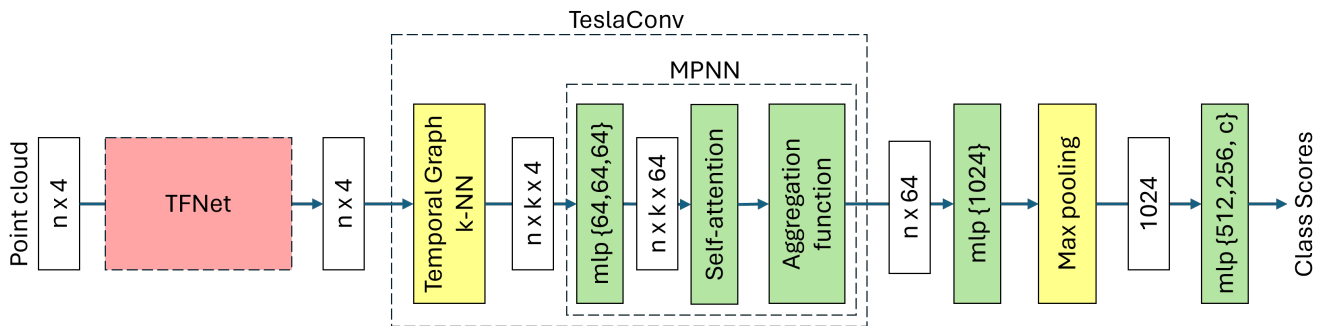 TeslaConv
MPNN
Point cloud
n x 4
TFNet
n x 4
Temporal Graph
k-NN
n x k x 4
mlp {64,64,64}
n x k x 64
Self-attention
Aggregation
function
n x 64
mlp {1024}
Max pooling
1024
mlp {512,256, c}
Class Scores